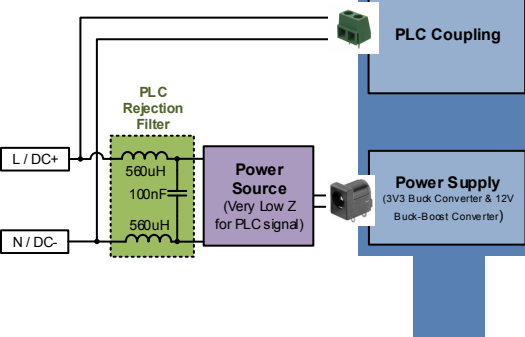 PLC Coupling
PLC
Rejection
Filter
L / DC+
560uH
100nF
560uH
N / DC-
Power
Source
(Very Low Z
for PLC signal)
Power Supply
(3V3 Buck Converter & 12V
Buck-Boost Converter)